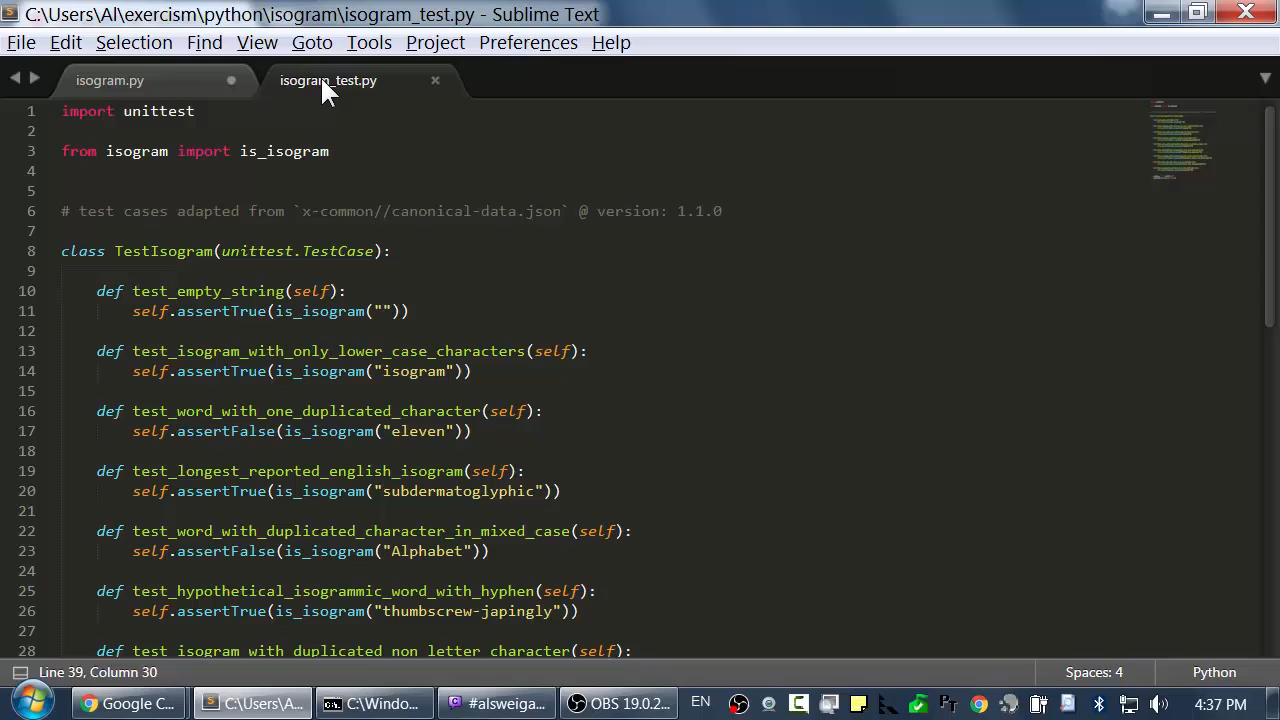 C:\Users\Al\exercism\python\isogram\isogram_test.py - Sublime Text
File Edit Selection Find View Goto Tools Project Preferences Help
isogram.py isogram_test.py
1 import unittest
2
3 from isogram import is_isogram
4
5
6 # test cases adapted from `x-common//canonical-data.json` @ version: 1.1.0
7
8 class TestIsogram(unittest.TestCase):
9
10 def test_empty_string(self):
11 self.assertTrue(is_isogram(""))
12
13 def test_isogram_with_only_lower_case_characters(self):
14 self.assertTrue(is_isogram("isogram"))
15
16 def test_word_with_one_duplicated_character(self):
17 self.assertFalse(is_isogram("eleven"))
18
19 def test_longest_reported_english_isogram(self):
20 self.assertTrue(is_isogram("subdermatoglyphic"))
21
22 def test_word_with_duplicated_character_in_mixed_case(self):
23 self.assertFalse(is_isogram("Alphabet"))
24
25 def test_hypothetical_isogrammic_word_with_hyphen(self):
26 self.assertTrue(is_isogram("thumbscrew-japingly"))
27
28 def test_isogram_with_duplicated_non_letter_character(self):
Line 39, Column 30 Spaces: 4 Python
Google C... C:\Users\A... C:\Windo... #alsweiga... OBS 19.0.2... EN 4:37 PM